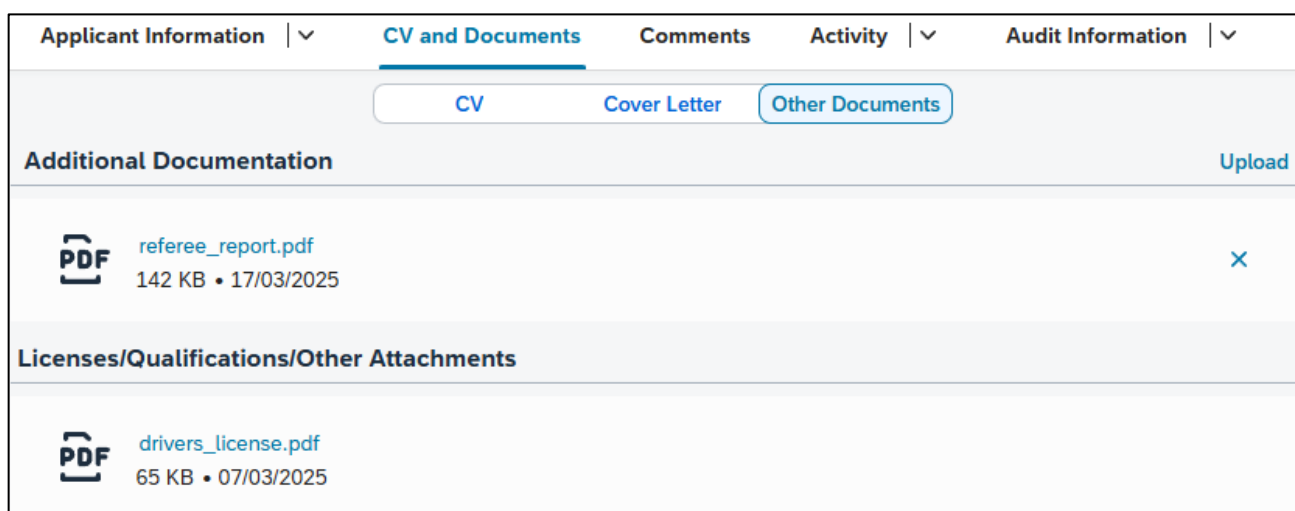 Applicant Information CV and Documents Comments Activity Audit Information
CV Cover Letter Other Documents
Additional Documentation Upload
PDF referee_report.pdf
142 KB • 17/03/2025
Licenses/Qualifications/Other Attachments
PDF drivers_license.pdf
65 KB • 07/03/2025